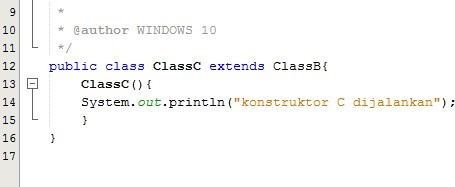 9 *
10 * @author WINDOWS 10
11 */
12 public class ClassC extends ClassB{
13 ClassC(){
14 System.out.println("konstruktor C dijalankan");
15 }
16 }
17